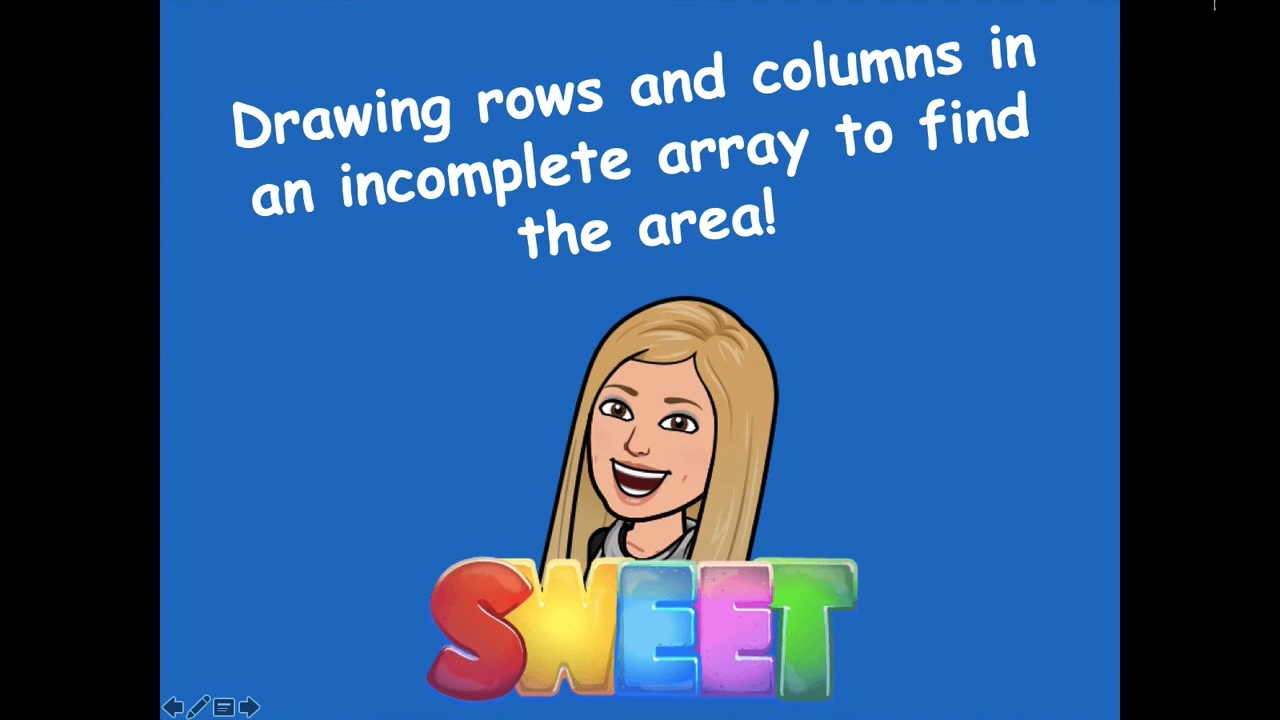 Drawing rows and columns in
an incomplete array to find
the area!
SWEET